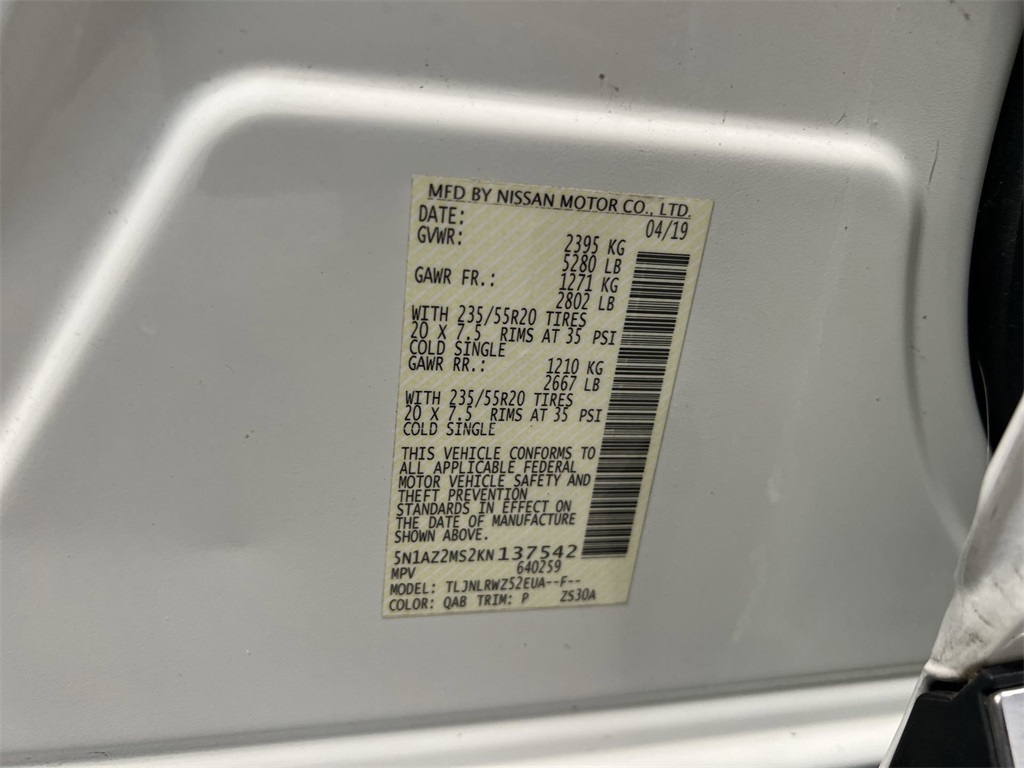 MFD BY NISSAN MOTOR CO., LTD.
DATE: 04/19
GVWR: 2395 KG
5280 LB
GAWR FR.: 1271 KG
2802 LB
WITH 235/55R20 TIRES
20 X 7.5 RIMS AT 35 PSI
COLD SINGLE
GAWR RR.: 1210 KG
2667 LB
WITH 235/55R20 TIRES
20 X 7.5 RIMS AT 35 PSI
COLD SINGLE
THIS VEHICLE CONFORMS TO
ALL APPLICABLE FEDERAL
MOTOR VEHICLE SAFETY AND
THEFT PREVENTION
STANDARDS IN EFFECT ON
THE DATE OF MANUFACTURE
SHOWN ABOVE.
5N1AZ2MS2KN137542
MPV 640259
MODEL: TLJNLRWZ52EUA--F--
COLOR: QAB TRIM: P ZS30A